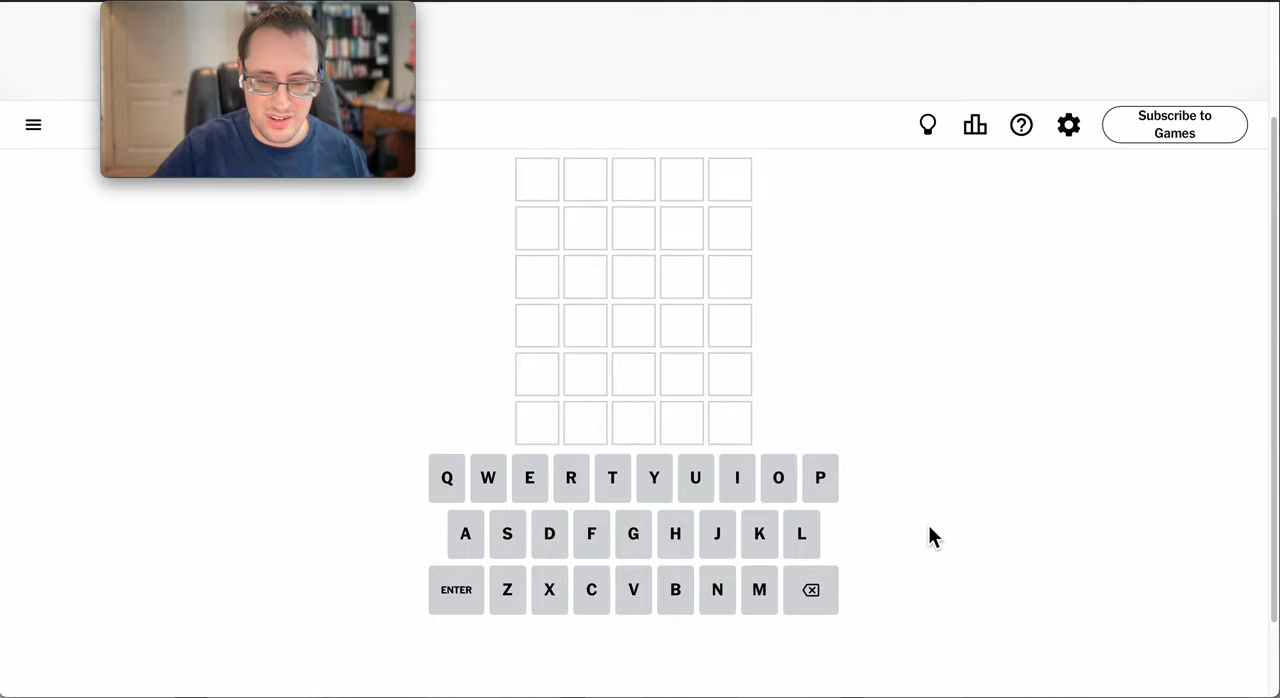 Subscribe to
Games
Q W E R T Y U I O P
A S D F G H J K L
ENTER Z X C V B N M